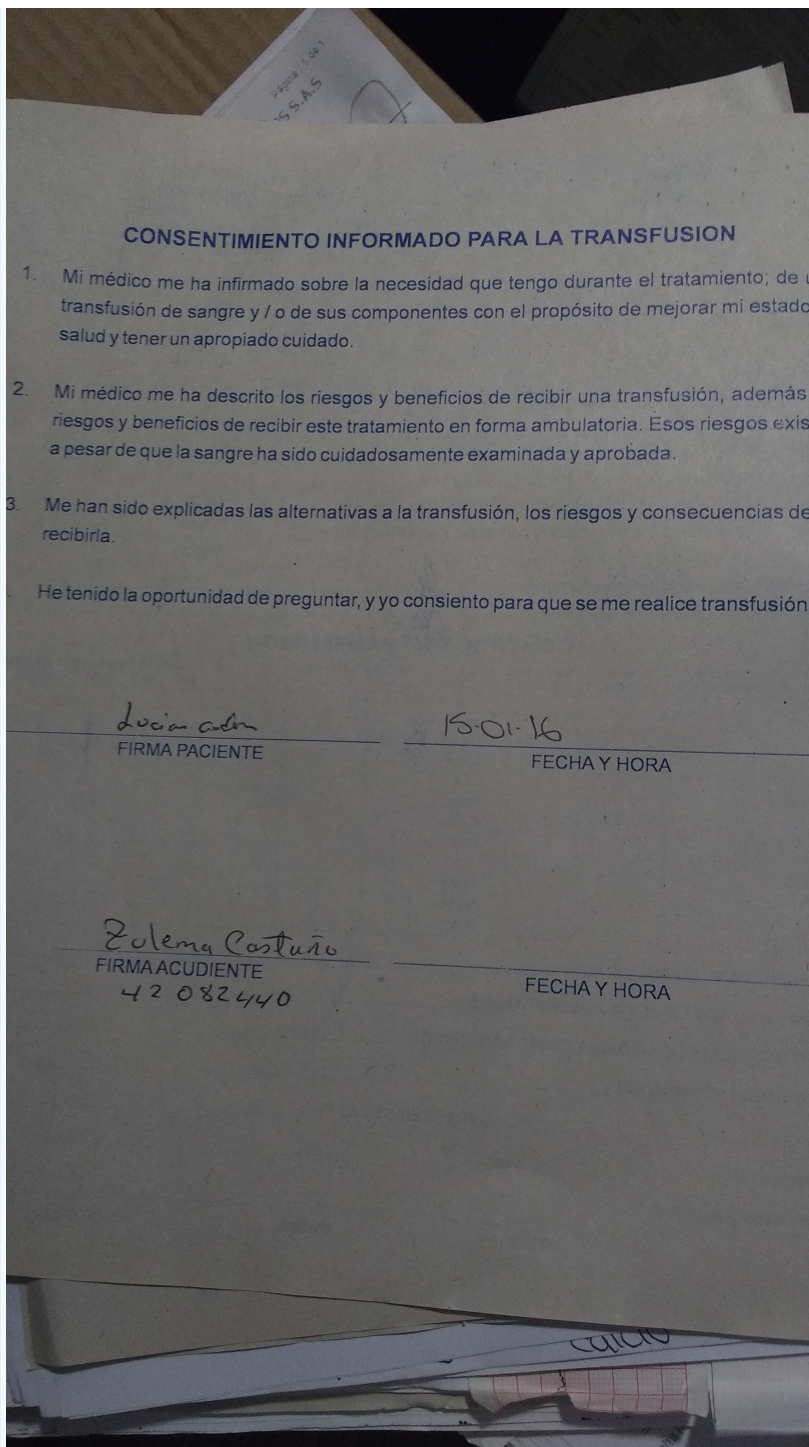 Página 1 de 1
S S.A.S
CONSENTIMIENTO INFORMADO PARA LA TRANSFUSION
1. Mi médico me ha infirmado sobre la necesidad que tengo durante el tratamiento; de
transfusión de sangre y / o de sus componentes con el propósito de mejorar mi estado
salud y tener un apropiado cuidado.
2. Mi médico me ha descrito los riesgos y beneficios de recibir una transfusión, además
riesgos y beneficios de recibir este tratamiento en forma ambulatoria. Esos riesgos exis
a pesar de que la sangre ha sido cuidadosamente examinada y aprobada.
3. Me han sido explicadas las alternativas a la transfusión, los riesgos y consecuencias de
recibirla.
He tenido la oportunidad de preguntar, y yo consiento para que se me realice transfusión
15-01-16
FIRMA PACIENTE FECHA Y HORA
Zulema Castaño
FIRMA ACUDIENTE FECHA Y HORA
42 082440
calcio